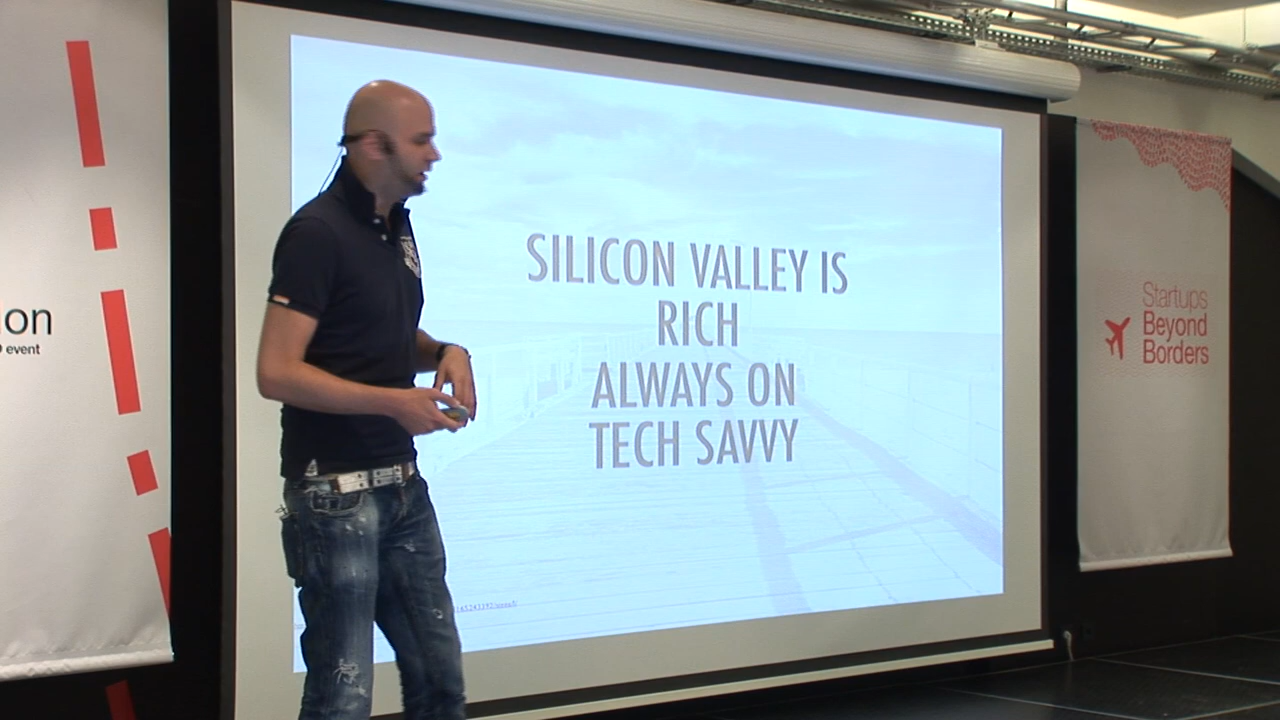 SILICON VALLEY IS
RICH
ALWAYS ON
TECH SAVVY
Startups
Beyond
Borders
on
event